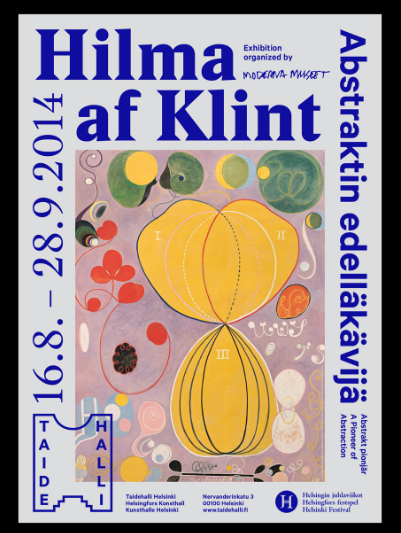 Hilma
af Klint
Exhibition
organized by
MODERNA MUSEET
Abstraktin edelläkävijä
Abstrakt pionjär
A Pioneer of
Abstraction
16.8. – 28.9.2014
I
II
III
TAIDE
HALLI
Taidehalli Helsinki
Helsingfors Konsthall
Kunsthalle Helsinki
Nervanderinkatu 3
00100 Helsinki
www.taidehalli.fi
H
Helsingin juhlaviikot
Helsingfors festspel
Helsinki Festival